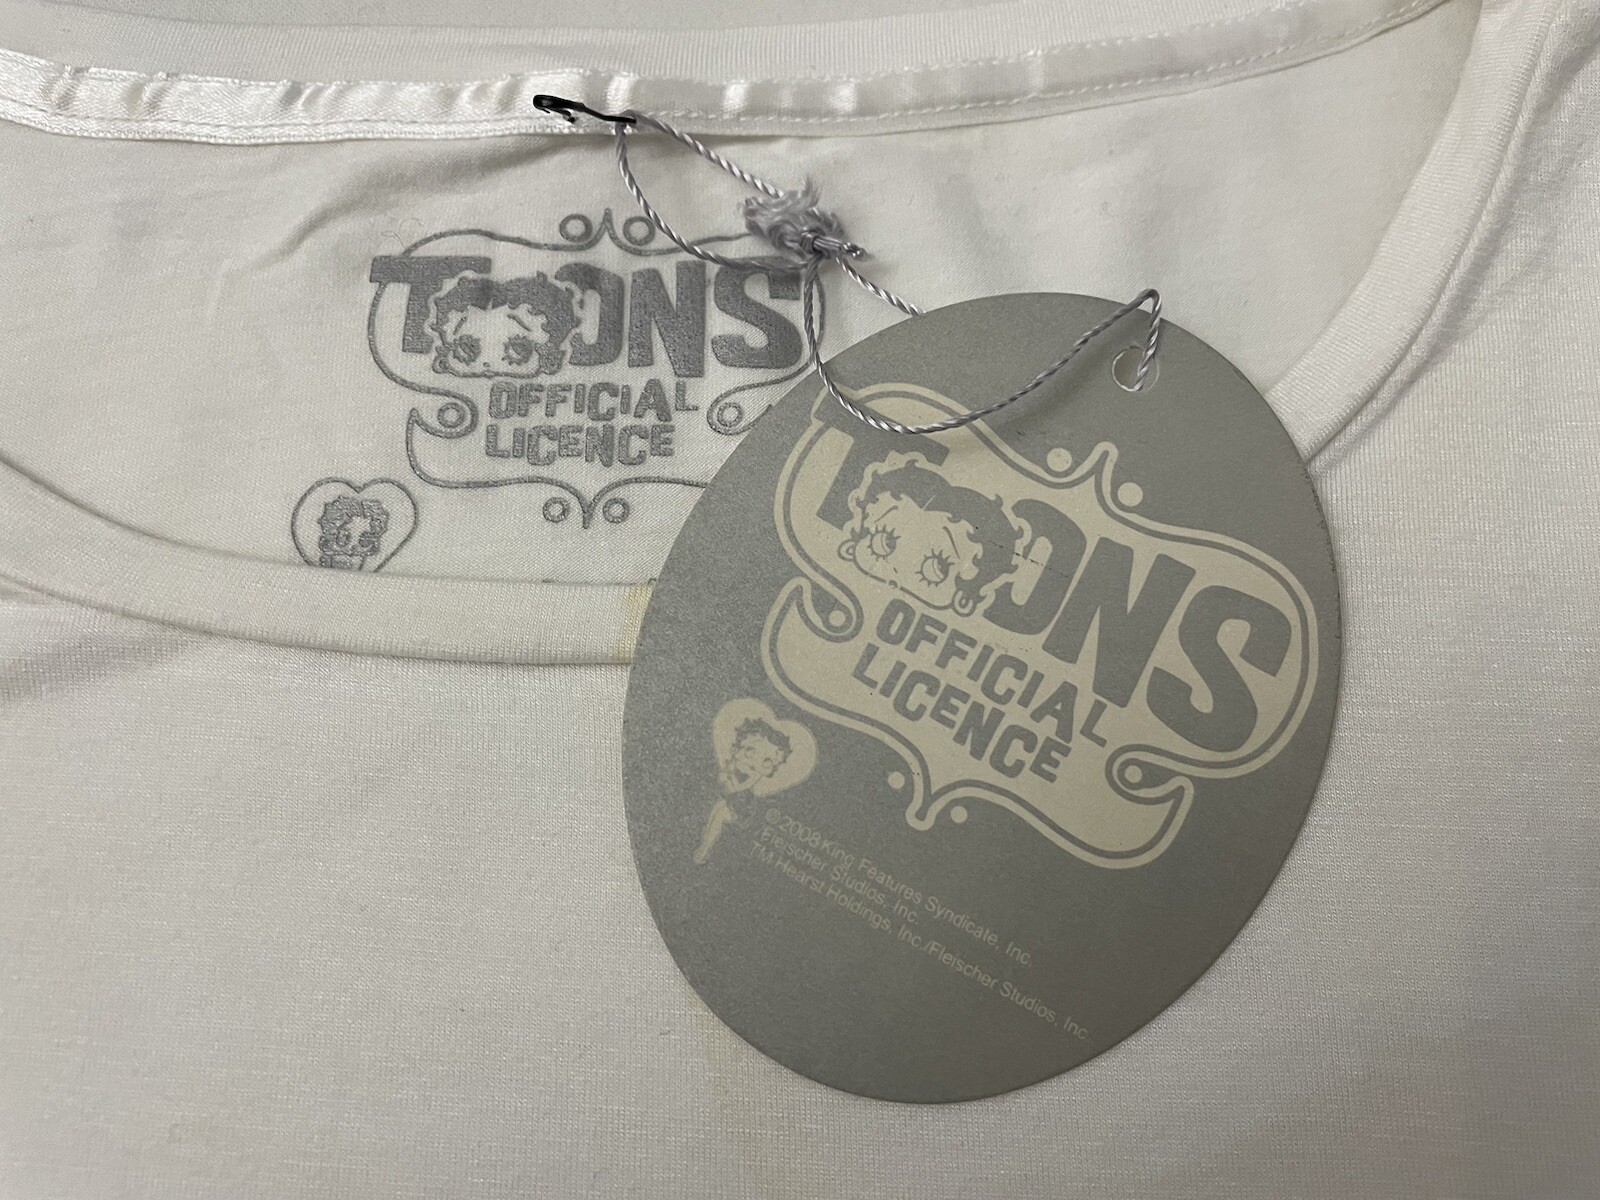 TOONS
OFFICIAL
LICENCE
TOONS
OFFICIAL
LICENCE
©2008 King Features Syndicate, Inc.
/Fleischer Studios, Inc.
TM Hearst Holdings, Inc./Fleischer Studios, Inc.